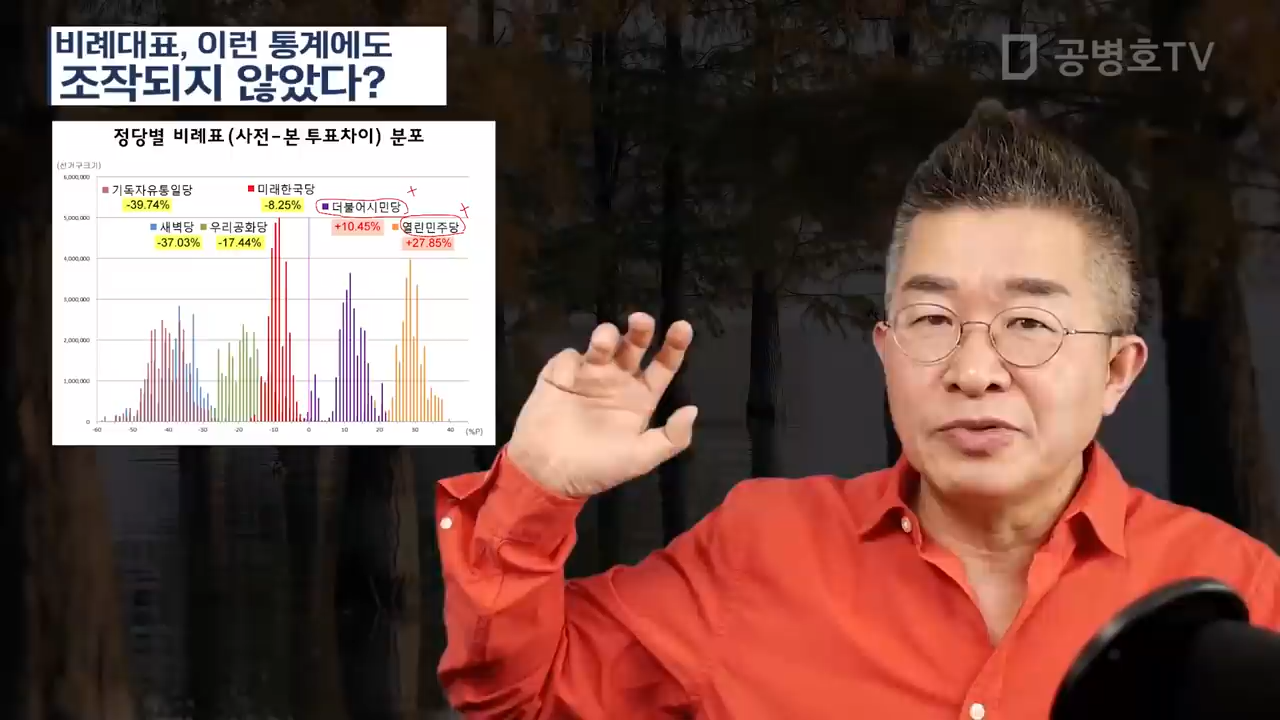 비례대표, 이런 통계에도
조작되지 않았다?
공병호TV
정당별 비례표(사전-본 투표차이) 분포
(선거구크기)
6,000,000
5,000,000
4,000,000
3,000,000
2,000,000
1,000,000
0
기독자유통일당
-39.74%
미래한국당
-8.25%
더불어시민당
+10.45%
새벽당
-37.03%
우리공화당
-17.44%
열린민주당
+27.85%
-60 -50 -40 -30 -20 -10 0 10 20 30 40 (%P)